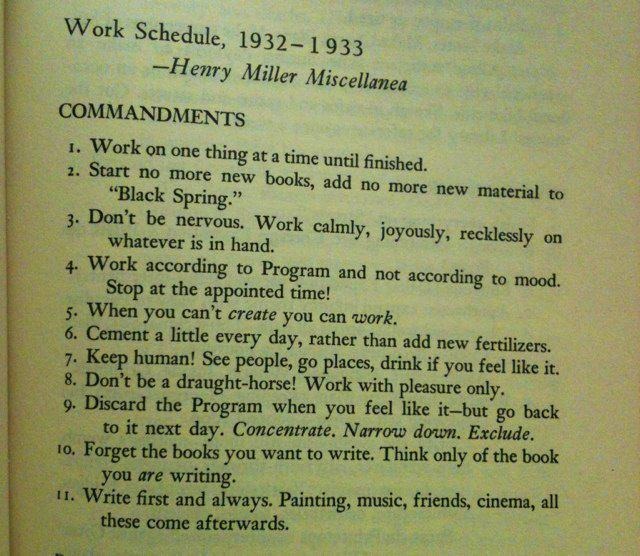 Work Schedule, 1932–1933
—Henry Miller Miscellanea
COMMANDMENTS
1. Work on one thing at a time until finished.
2. Start no more new books, add no more new material to
"Black Spring."
3. Don't be nervous. Work calmly, joyously, recklessly on
whatever is in hand.
4. Work according to Program and not according to mood.
Stop at the appointed time!
5. When you can't create you can work.
6. Cement a little every day, rather than add new fertilizers.
7. Keep human! See people, go places, drink if you feel like it.
8. Don't be a draught-horse! Work with pleasure only.
9. Discard the Program when you feel like it—but go back
to it next day. Concentrate. Narrow down. Exclude.
10. Forget the books you want to write. Think only of the book
you are writing.
11. Write first and always. Painting, music, friends, cinema, all
these come afterwards.